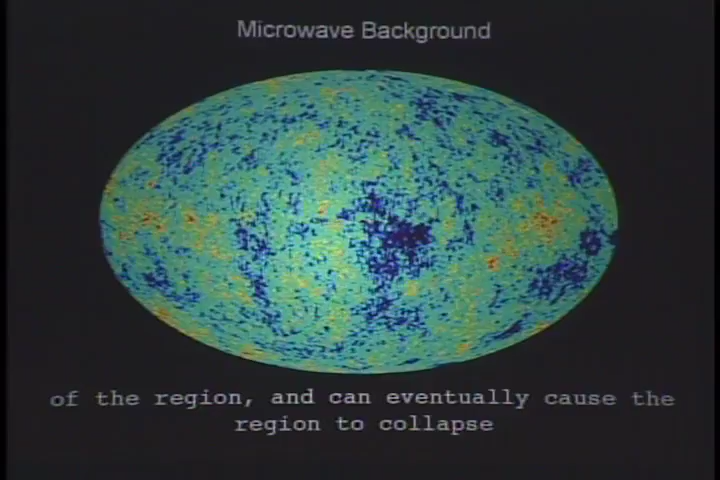 Microwave Background
of the region, and can eventually cause the
region to collapse